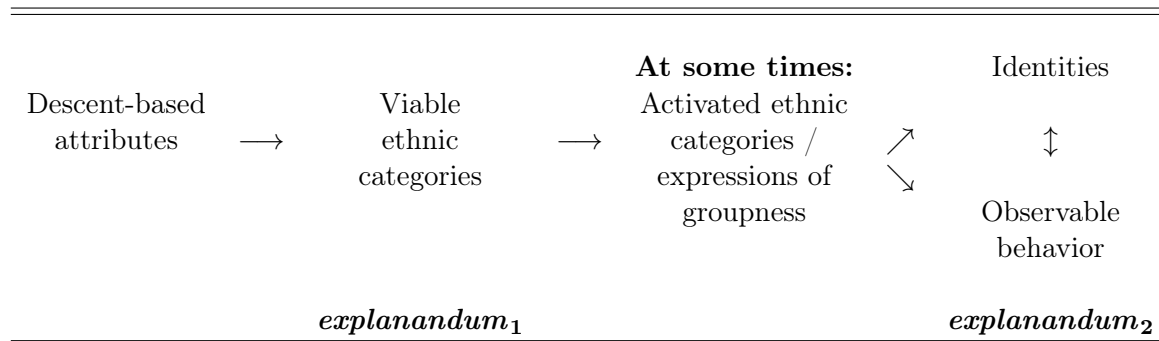 At some times:
Identities
Descent-based
attributes
⟶
Viable
ethnic
categories
⟶
Activated ethnic
categories /
expressions of
groupness
↗
↘
↕
Observable
behavior
explanandum₁
explanandum₂